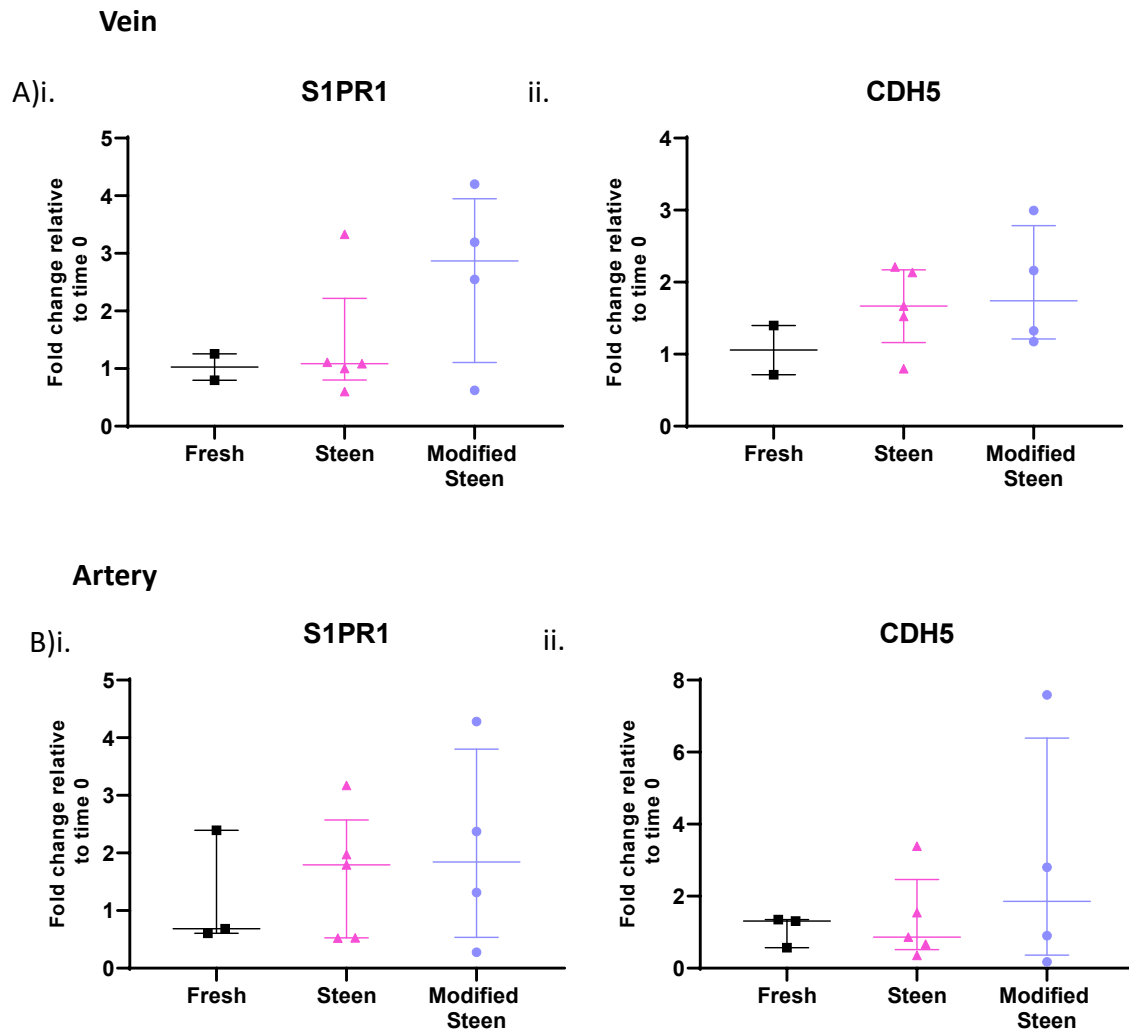 Vein
A)i.
S1PR1
ii.
CDH5
Fold change relative
to time 0
5
4
3
2
1
0
Fresh
Steen
Modified
Steen
Fold change relative
to time 0
4
3
2
1
0
Fresh
Steen
Modified
Steen
Artery
B)i.
S1PR1
ii.
CDH5
Fold change relative
to time 0
5
4
3
2
1
0
Fresh
Steen
Modified
Steen
Fold change relative
to time 0
8
6
4
2
0
Fresh
Steen
Modified
Steen